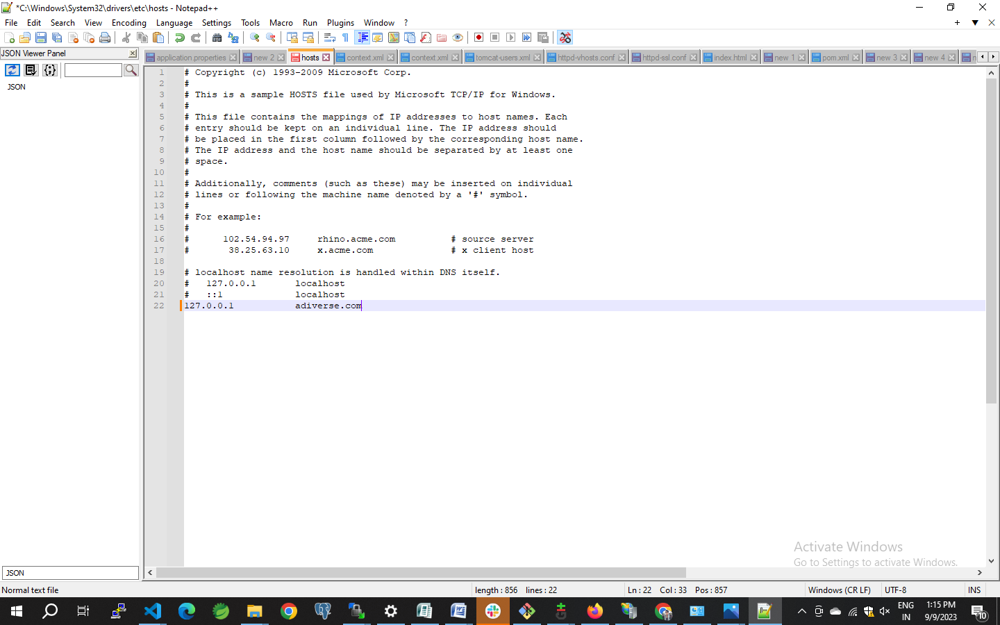 *C:\Windows\System32\drivers\etc\hosts - Notepad++
File Edit Search View Encoding Language Settings Tools Macro Run Plugins Window ?
JSON Viewer Panel
application.properties new 2 hosts context.xml context.xml tomcat-users.xml httpd-vhosts.conf httpd-ssl.conf index.html new 1 pom.xml new 3 new 4
JSON
1 # Copyright (c) 1993-2009 Microsoft Corp.
2 #
3 # This is a sample HOSTS file used by Microsoft TCP/IP for Windows.
4 #
5 # This file contains the mappings of IP addresses to host names. Each
6 # entry should be kept on an individual line. The IP address should
7 # be placed in the first column followed by the corresponding host name.
8 # The IP address and the host name should be separated by at least one
9 # space.
10 #
11 # Additionally, comments (such as these) may be inserted on individual
12 # lines or following the machine name denoted by a '#' symbol.
13 #
14 # For example:
15 #
16 #      102.54.94.97     rhino.acme.com          # source server
17 #       38.25.63.10     x.acme.com              # x client host
18
19 # localhost name resolution is handled within DNS itself.
20 #   127.0.0.1       localhost
21 #   ::1             localhost
22 127.0.0.1           adiverse.com
Activate Windows
Go to Settings to activate Windows.
JSON
Normal text file length : 856 lines : 22 Ln : 22 Col : 33 Pos : 857 Windows (CR LF) UTF-8 INS
ENG
IN
1:15 PM
9/9/2023
10